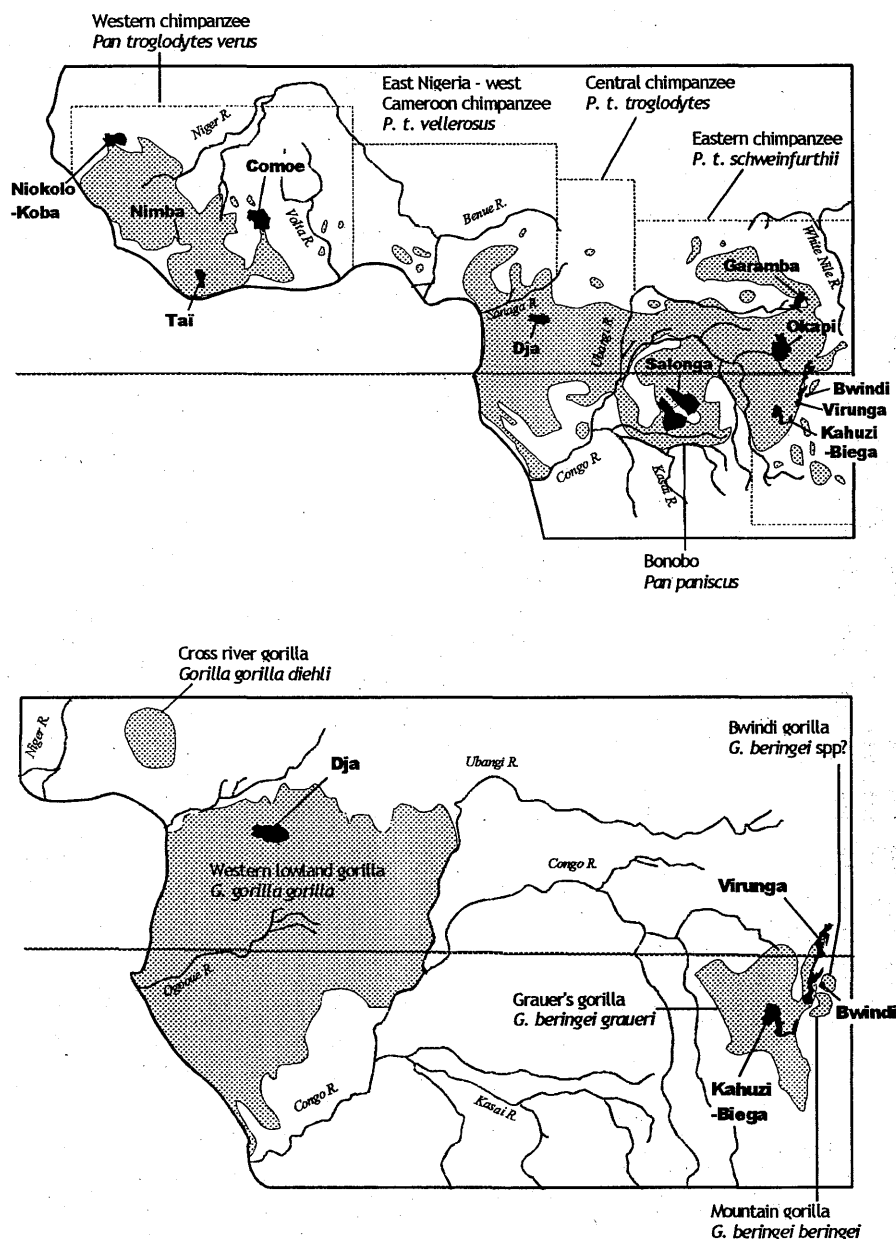 Western chimpanzee
Pan troglodytes verus
East Nigeria - west
Cameroon chimpanzee
P. t. vellerosus
Central chimpanzee
P. t. troglodytes
Eastern chimpanzee
P. t. schweinfurthii
Niger R.
Comoe
Niokolo
-Koba
Nimba
Volta R.
Benue R.
White Nile R.
Garamba
Taï
Sanaga R.
Dja
Ubangi R.
Okapi
Salonga
Bwindi
Virunga
Kahuzi
-Biega
Congo R.
Kasai R.
Bonobo
Pan paniscus
Cross river gorilla
Gorilla gorilla diehli
Niger R.
Bwindi gorilla
G. beringei spp?
Dja
Ubangi R.
Western lowland gorilla
G. gorilla gorilla
Congo R.
Virunga
Ogooue R.
Grauer's gorilla
G. beringei graueri
Bwindi
Kahuzi
-Biega
Congo R.
Kasai R.
Mountain gorilla
G. beringei beringei